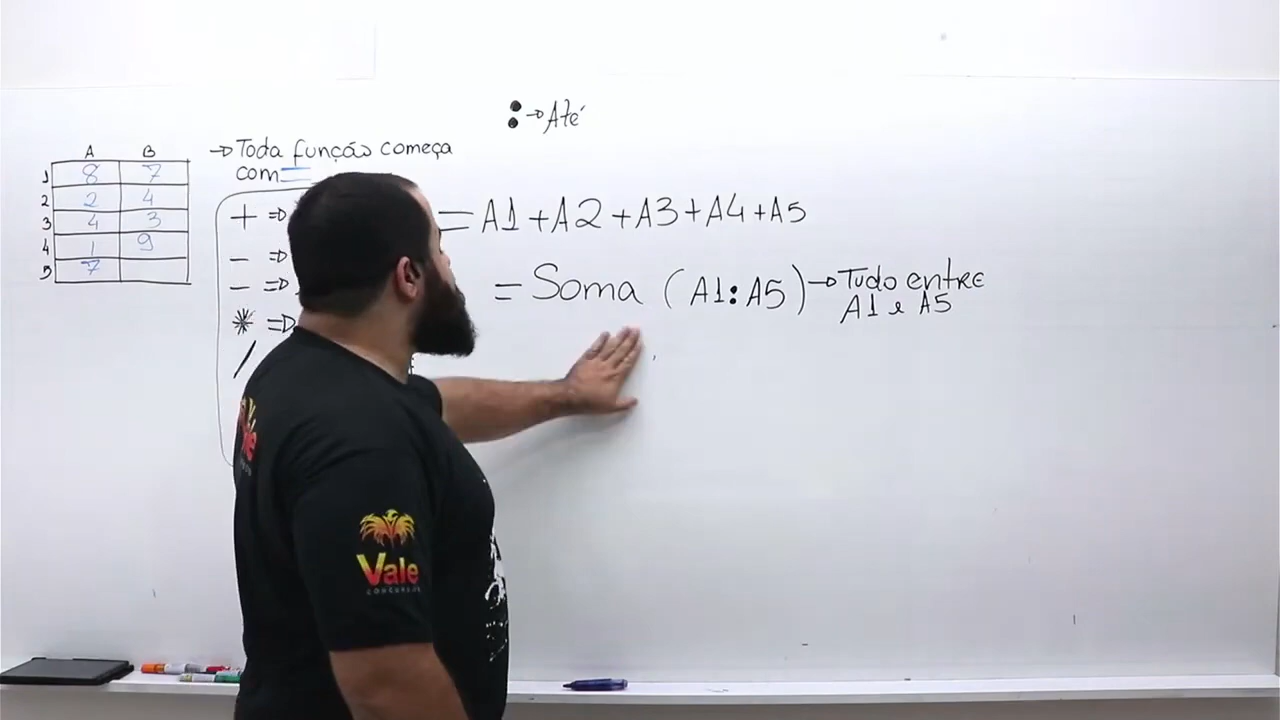 : → Até
A B
1 8 7
2 2 4
3 4 3
4 1 9
5 7
→ Toda função começa
com =
+ ⇒
- ⇒
- ⇒
* ⇒
/
= A1 + A2 + A3 + A4 + A5
= Soma (A1:A5) → Tudo entre
A1 e A5
Vale
CONCURSOS